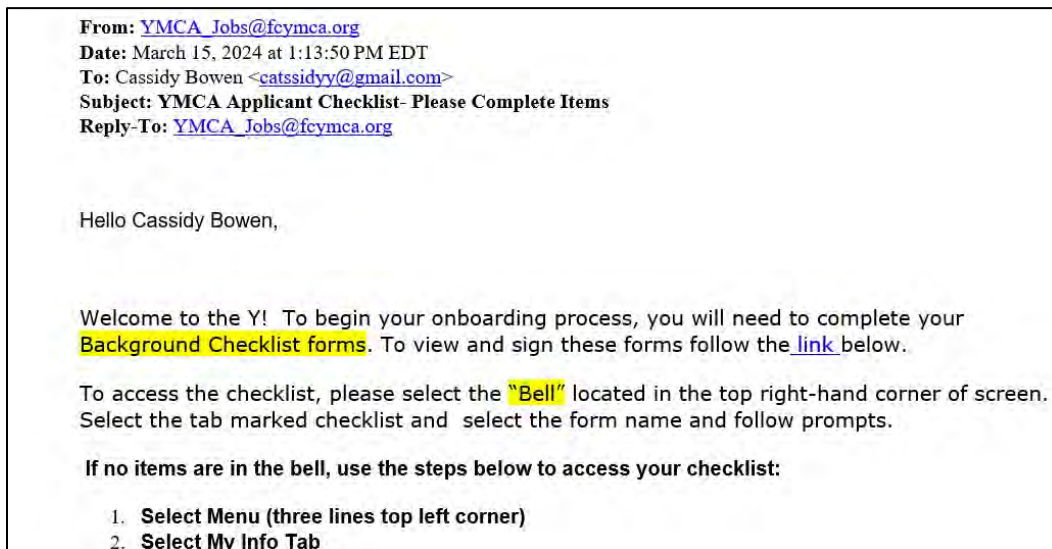 From: YMCA_Jobs@fcymca.org
Date: March 15, 2024 at 1:13:50 PM EDT
To: Cassidy Bowen <catssidyy@gmail.com>
Subject: YMCA Applicant Checklist- Please Complete Items
Reply-To: YMCA_Jobs@fcymca.org
Hello Cassidy Bowen,
Welcome to the Y! To begin your onboarding process, you will need to complete your
Background Checklist forms. To view and sign these forms follow the link below.
To access the checklist, please select the “Bell” located in the top right-hand corner of screen.
Select the tab marked checklist and select the form name and follow prompts.
If no items are in the bell, use the steps below to access your checklist:
1. Select Menu (three lines top left corner)
2. Select My Info Tab